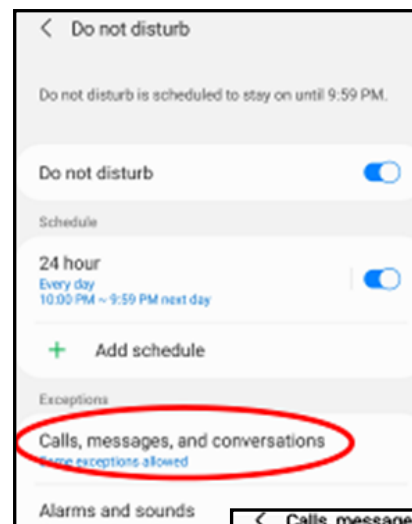 < Do not disturb
Do not disturb is scheduled to stay on until 9:59 PM.
Do not disturb
Schedule
24 hour
Every day
10:00 PM ~ 9:59 PM next day
+ Add schedule
Exceptions
Calls, messages, and conversations
Some exceptions allowed
Alarms and sounds
< Calls, message